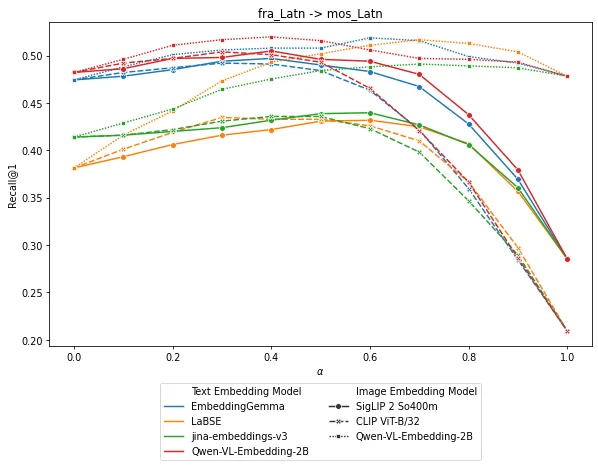 fra_Latn -> mos_Latn
Recall@1
0.50
0.45
0.40
0.35
0.30
0.25
0.20
0.0
0.2
0.4
0.6
0.8
1.0
α
Text Embedding Model
EmbeddingGemma
LaBSE
jina-embeddings-v3
Qwen-VL-Embedding-2B
Image Embedding Model
SigLIP 2 So400m
CLIP ViT-B/32
Qwen-VL-Embedding-2B